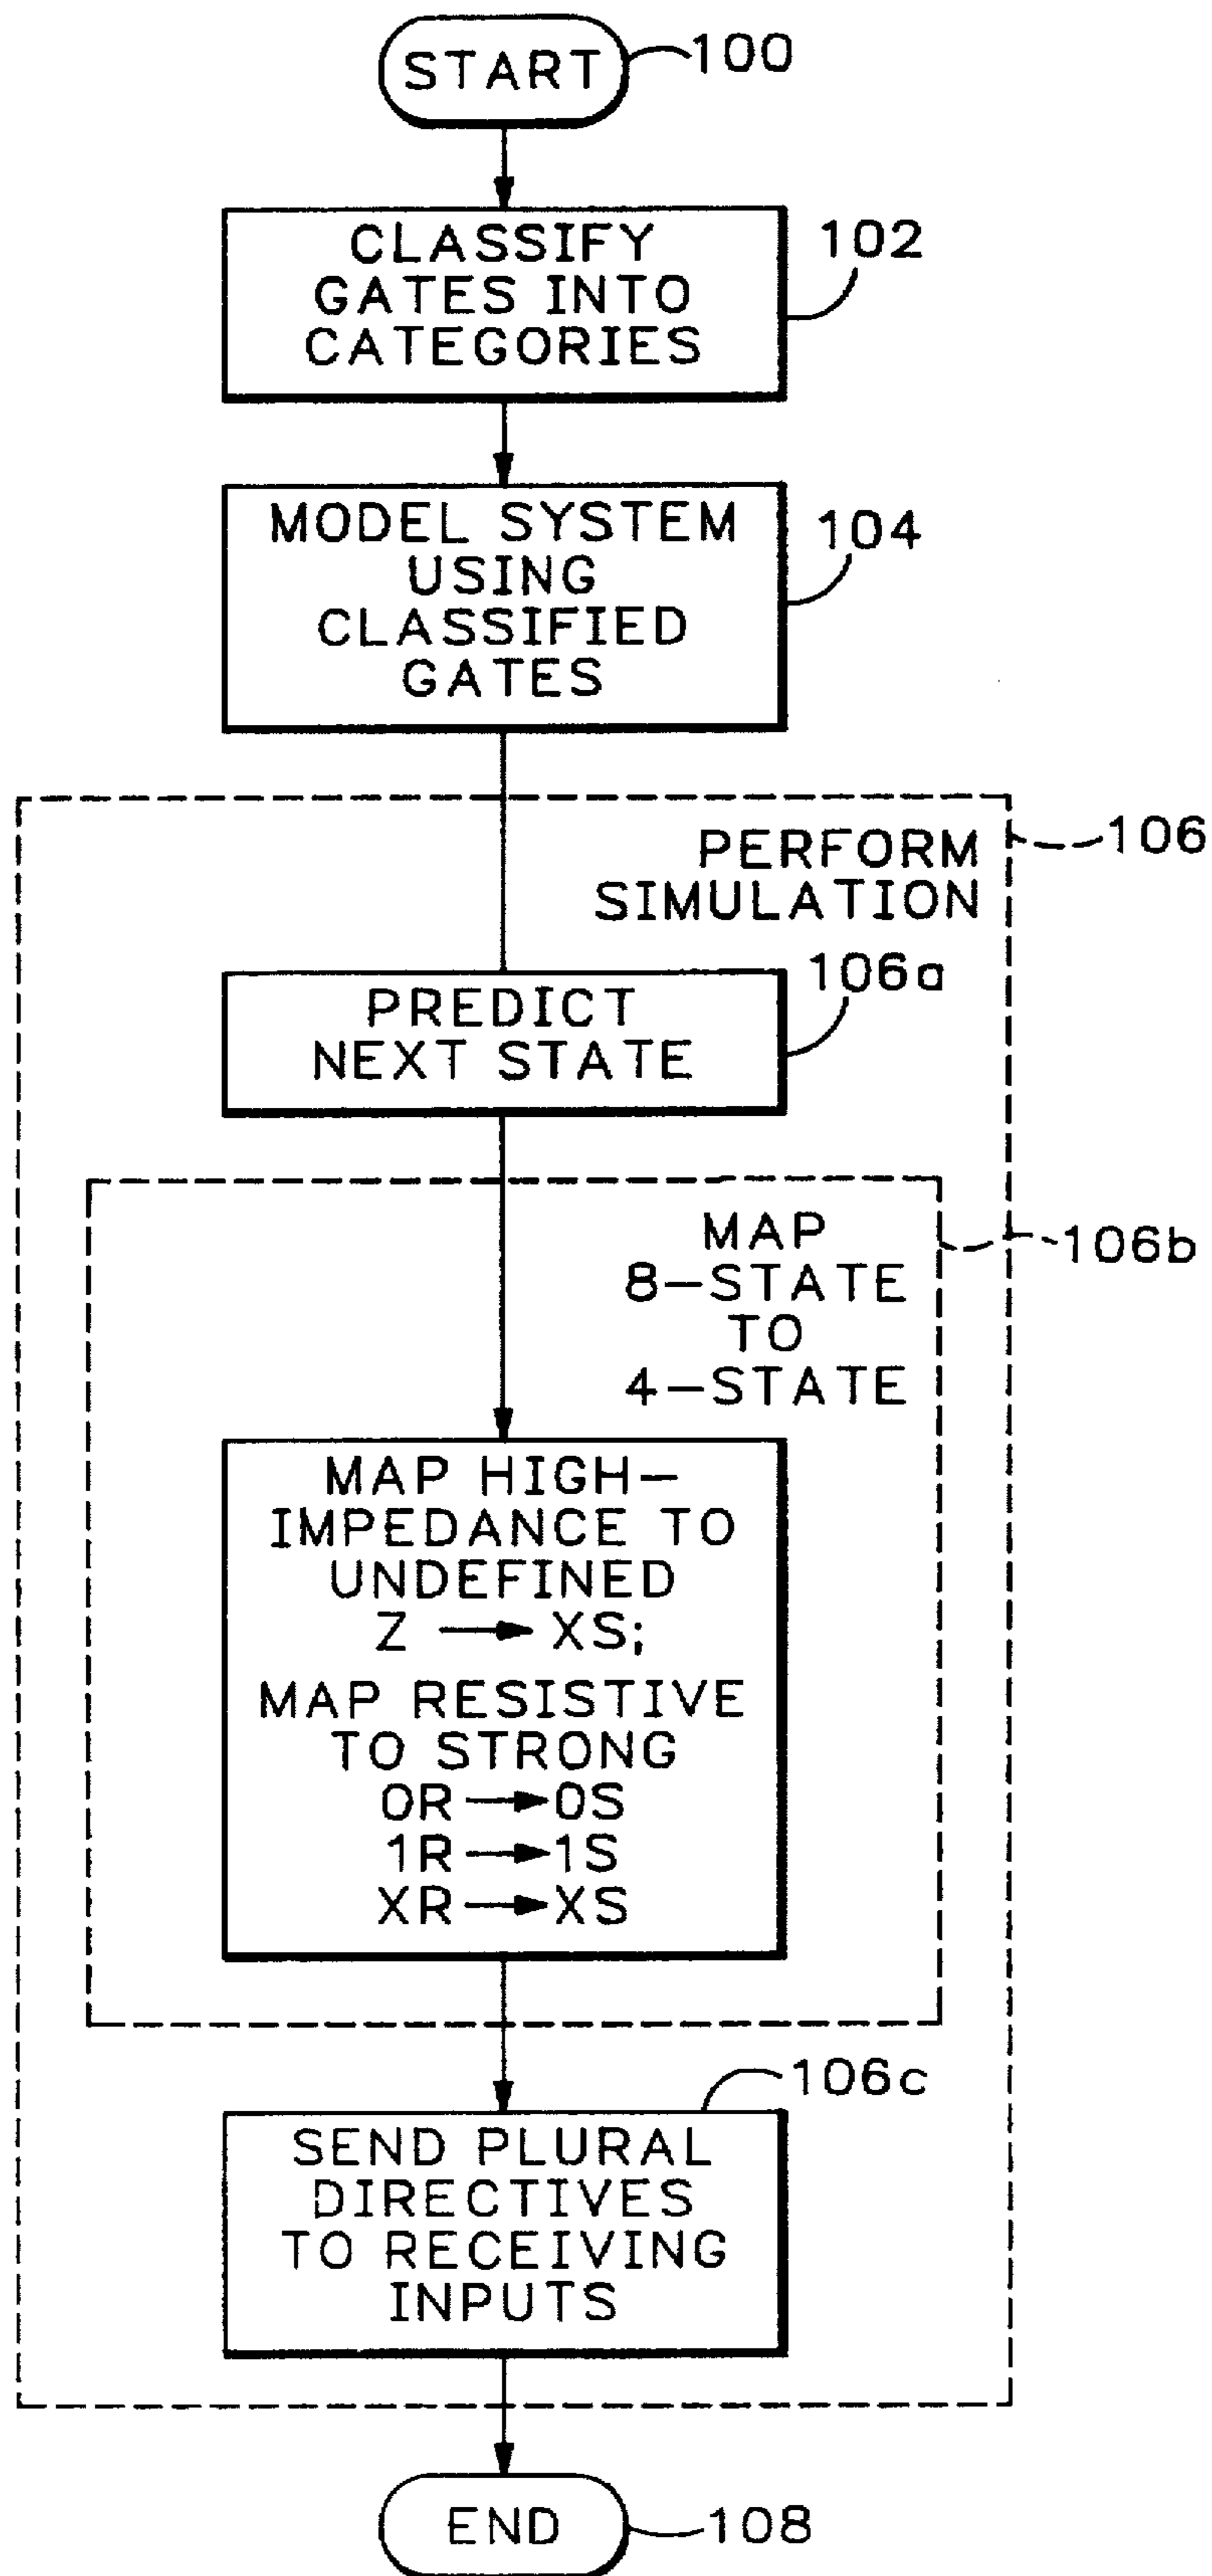 START
100
CLASSIFY
GATES INTO
CATEGORIES
102
MODEL SYSTEM
USING
CLASSIFIED
GATES
104
PERFORM
SIMULATION
106
PREDICT
NEXT STATE
106a
MAP
8-STATE
TO
4-STATE
106b
MAP HIGH-
IMPEDANCE TO
UNDEFINED
Z → XS;
MAP RESISTIVE
TO STRONG
0R → 0S
1R → 1S
XR → XS
106c
SEND PLURAL
DIRECTIVES
TO RECEIVING
INPUTS
END
108